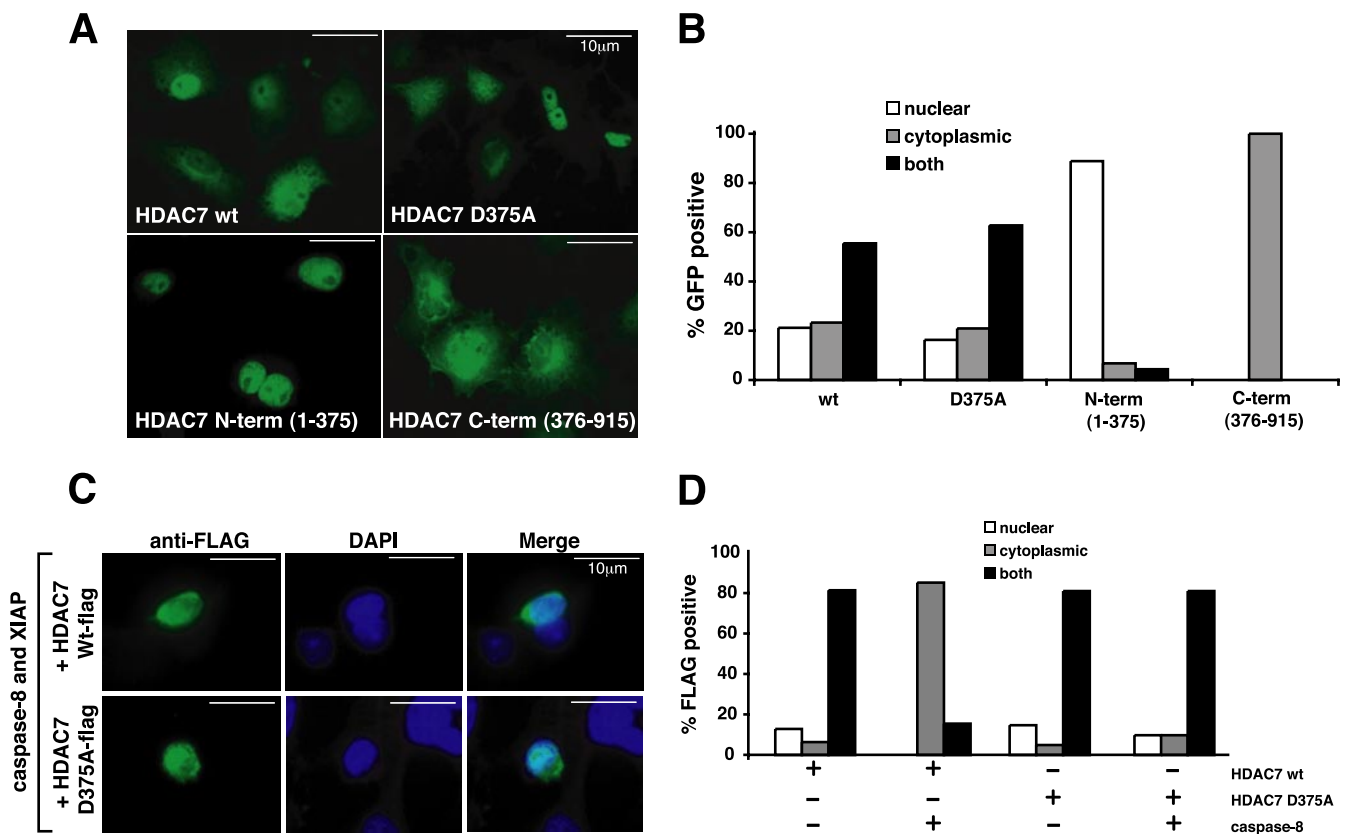 A
10μm
HDAC7 wt
HDAC7 D375A
HDAC7 N-term (1-375)
HDAC7 C-term (376-915)
B
nuclear
cytoplasmic
both
% GFP positive
100
80
60
40
20
0
wt
D375A
N-term
(1-375)
C-term
(376-915)
C
anti-FLAG
DAPI
Merge
10μm
caspase-8 and XIAP
+ HDAC7
Wt-flag
+ HDAC7
D375A-flag
D
nuclear
cytoplasmic
both
% FLAG positive
100
80
60
40
20
0
+ + – – HDAC7 wt
– – + + HDAC7 D375A
– + – + caspase-8